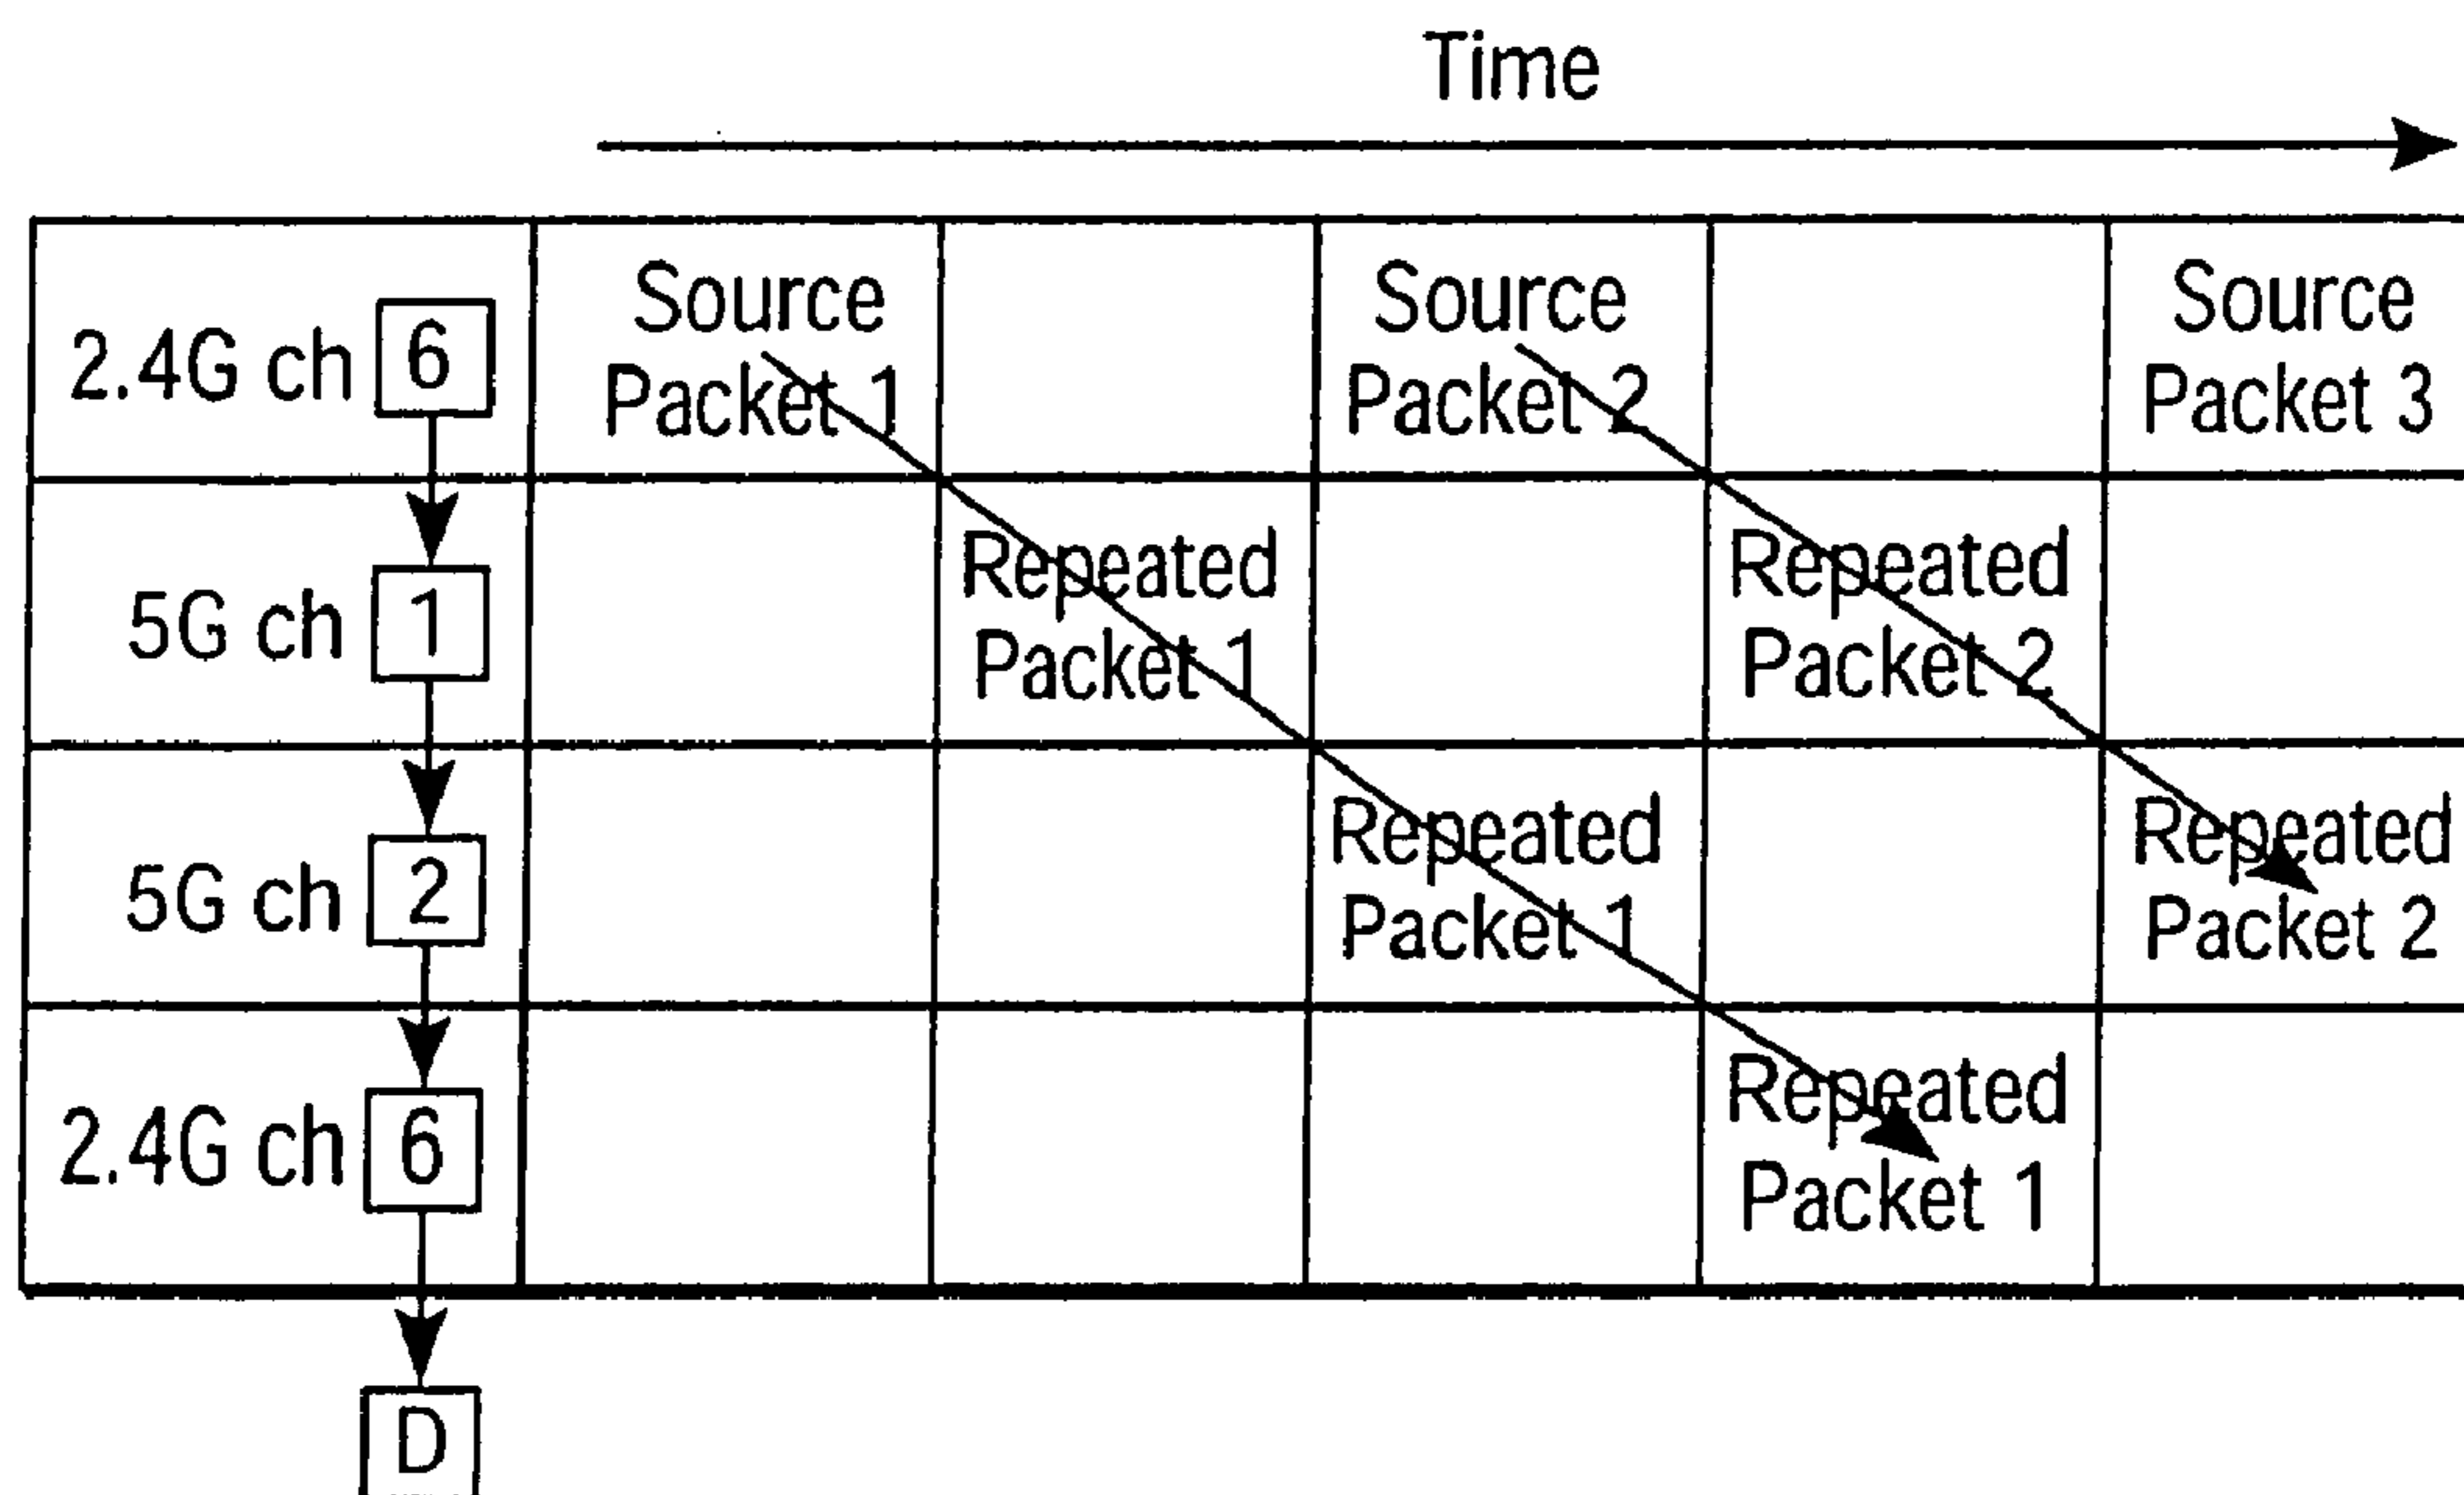 Time
2.4G ch 6
Source
Packet 1
Source
Packet 2
Source
Packet 3
5G ch 1
Repeated
Packet 1
Repeated
Packet 2
5G ch 2
Repeated
Packet 1
Repeated
Packet 2
2.4G ch 6
Repeated
Packet 1
D